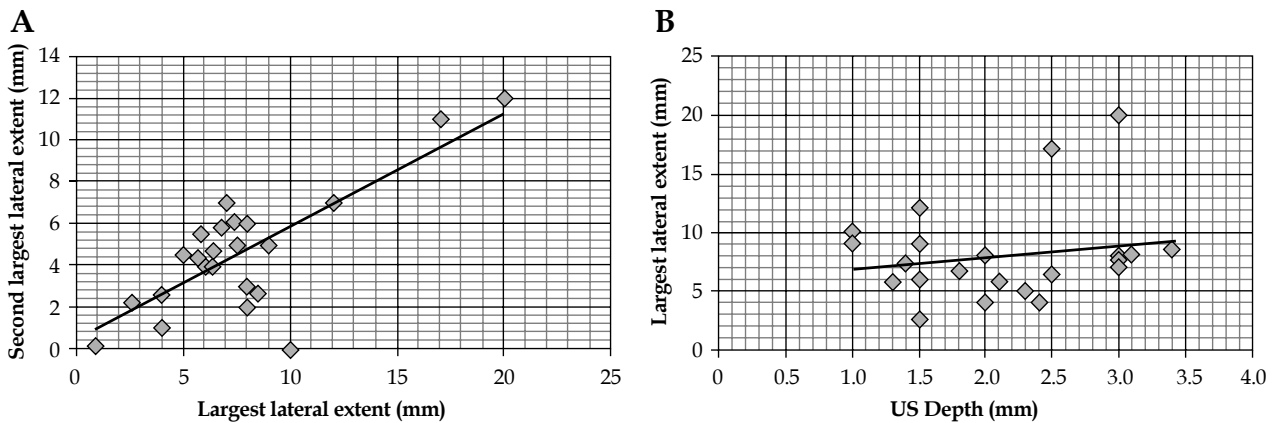 A
Second largest lateral extent (mm)
14
12
10
8
6
4
2
0
0 5 10 15 20 25
Largest lateral extent (mm)
B
Largest lateral extent (mm)
25
20
15
10
5
0
0 0.5 1.0 1.5 2.0 2.5 3.0 3.5 4.0
US Depth (mm)